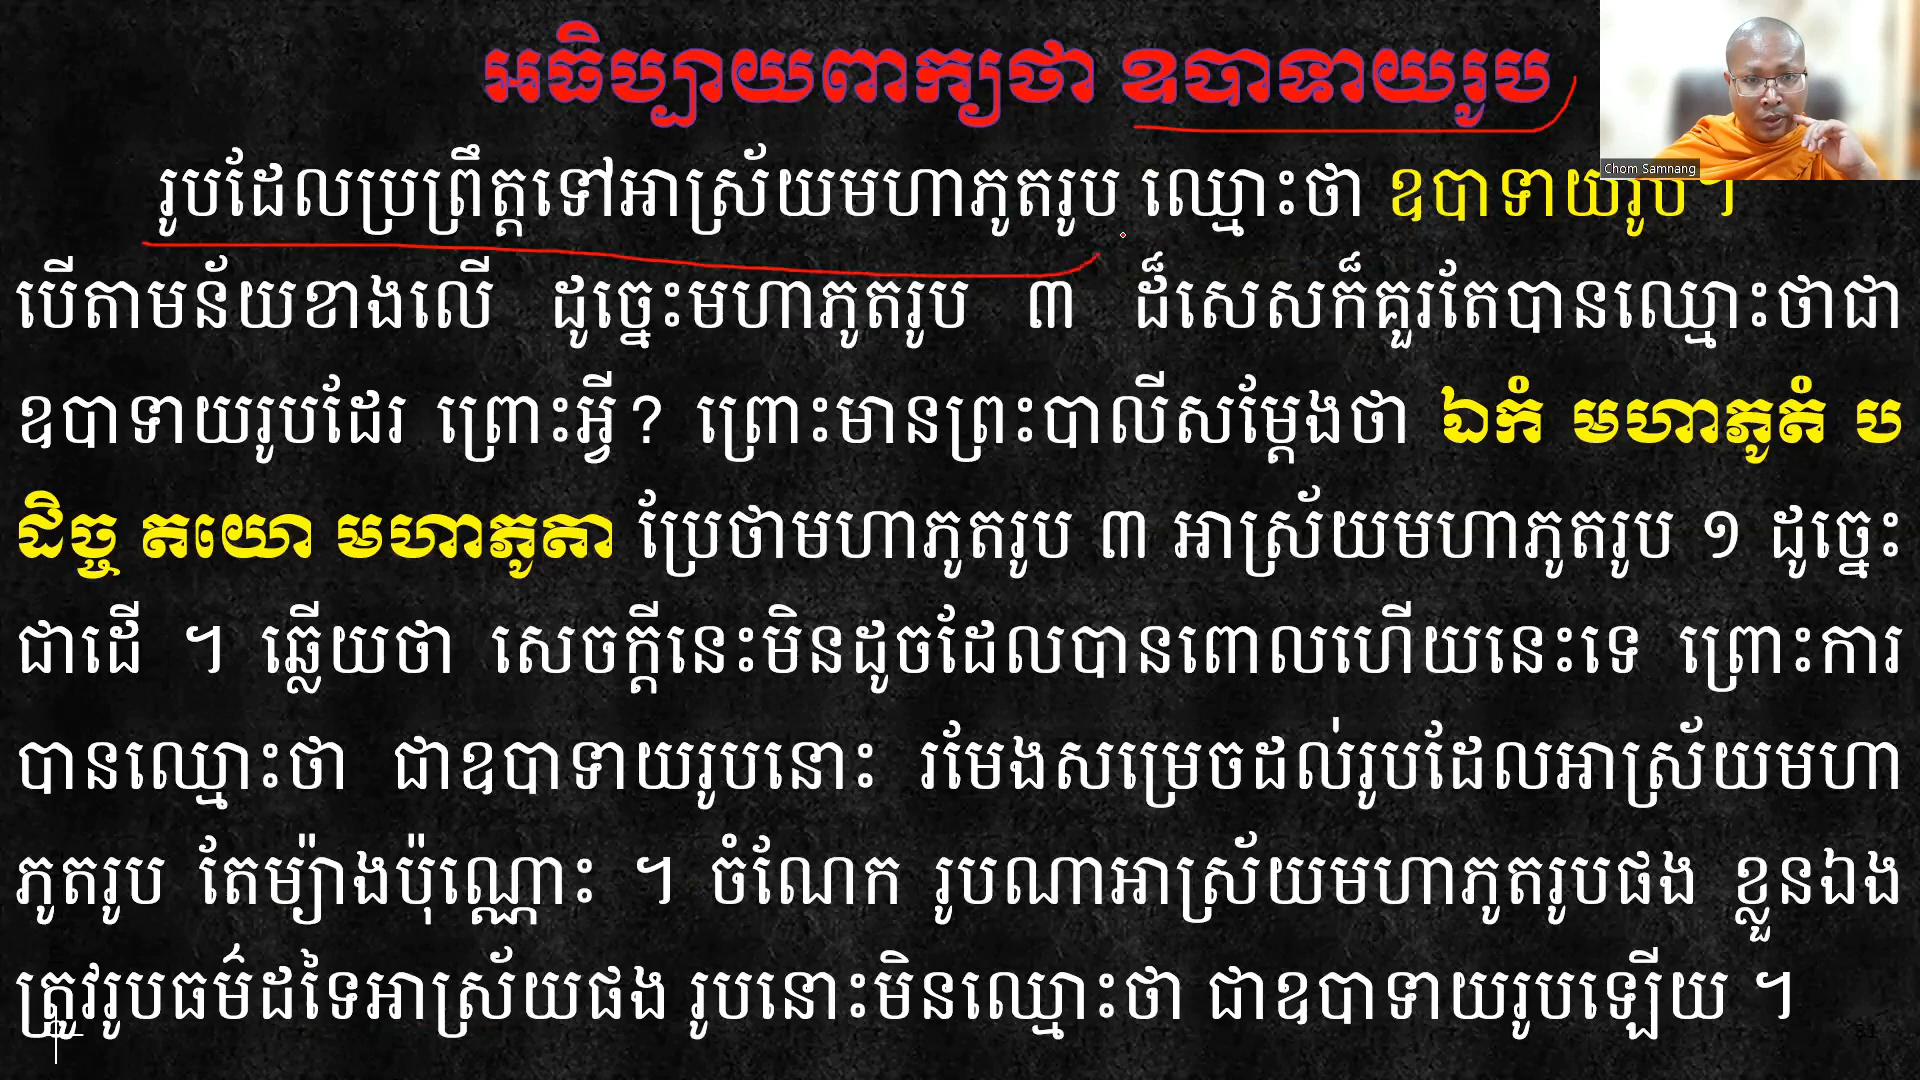 អធិប្បាយពាក្យថា ឧបាទាយរូប
Chom Samnang
រូបដែលប្រព្រឹត្តទៅអាស្រ័យមហាភូតរូប ឈ្មោះថា ឧបាទាយរូប។
បើតាមន័យខាងលើ ដូច្នេះមហាភូតរូប ៣ ដ៏សេសក៏គួរតែបានឈ្មោះថាជា
ឧបាទាយរូបដែរ ព្រោះអ្វី? ព្រោះមានព្រះបាលីសម្តែងថា ឯកំ មហាភូតំ ប
ដិច្ច តយោ មហាភូតា ប្រែថាមហាភូតរូប ៣ អាស្រ័យមហាភូតរូប ១ ដូច្នេះ
ជាដើ ។ ឆ្លើយថា សេចក្តីនេះមិនដូចដែលបានពោលហើយនេះទេ ព្រោះការ
បានឈ្មោះថា ជាឧបាទាយរូបនោះ រមែងសម្រេចដល់រូបដែលអាស្រ័យមហា
ភូតរូប តែម្យ៉ាងប៉ុណ្ណោះ ។ ចំណែក រូបណាអាស្រ័យមហាភូតរូបផង ខ្លួនឯង
ត្រូវរូបធម៌ដទៃអាស្រ័យផង រូបនោះមិនឈ្មោះថា ជាឧបាទាយរូបឡើយ ។